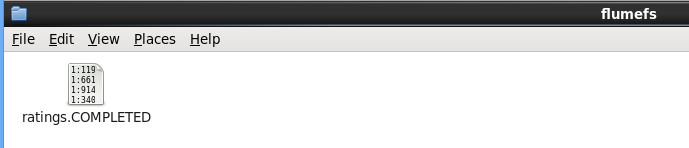 flumefs
File Edit View Places Help
1:119
1:661
1:914
1:340
ratings.COMPLETED